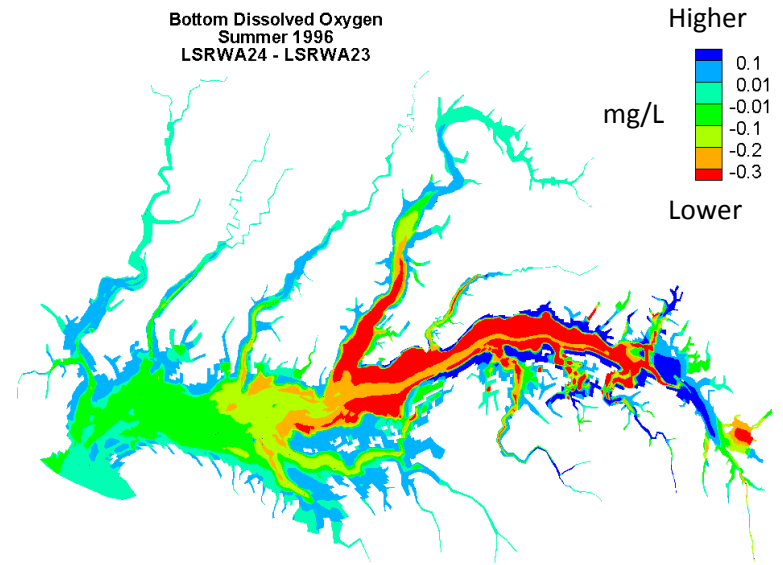 Bottom Dissolved Oxygen
Summer 1996
LSRWA24 - LSRWA23
Higher
mg/L
0.1
0.01
-0.01
-0.1
-0.2
-0.3
Lower